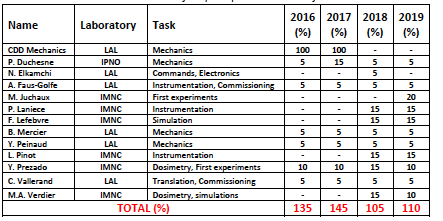 Name Laboratory Task 2016 (%) 2017 (%) 2018 (%) 2019 (%)
CDD Mechanics LAL Mechanics 100 100 - -
P. Duchesne IPNO Mechanics 5 15 5 5
N. Elkamchi LAL Commands, Electronics - - 5 -
A. Faus-Golfe LAL Instrumentation, Commissioning 5 5 5 5
M. Juchaux IMNC First experiments - - - 20
P. Laniece IMNC Instrumentation - - 15 15
F. Lefebvre IMNC Simulation - - 15 15
B. Mercier LAL Mechanics 5 5 5 5
Y. Peinaud LAL Mechanics 5 5 5 5
L. Pinot IMNC Instrumentation - - 15 15
Y. Prezado IMNC Dosimetry, First experiments 10 10 15 10
C. Vallerand LAL Translation, Commissioning 5 5 5 5
M.A. Verdier IMNC Dosimetry, simulations - - 15 10
TOTAL (%) 135 145 105 110